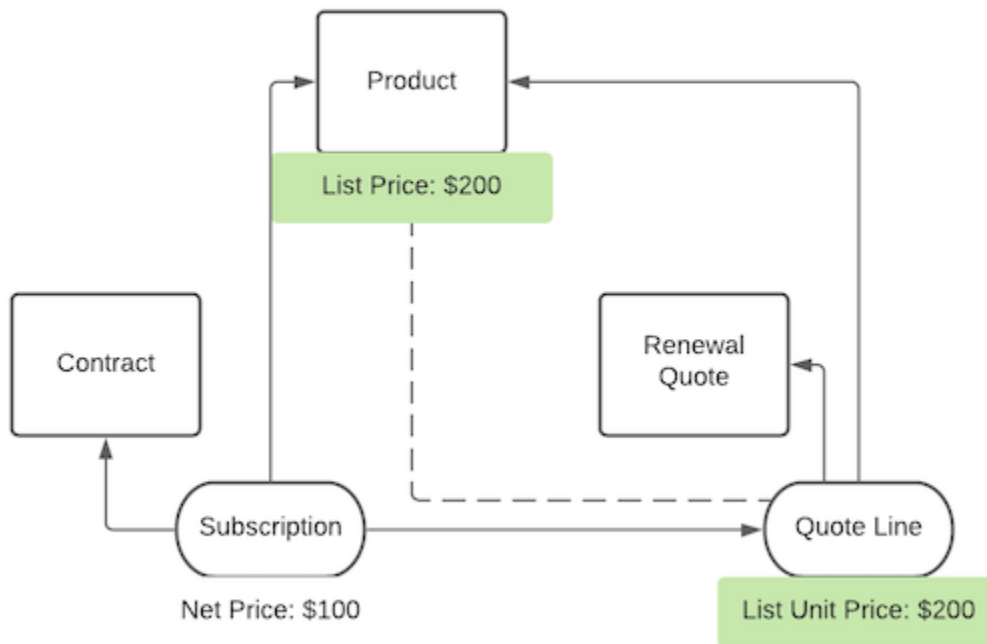 Product
List Price: $200
Contract
Renewal
Quote
Subscription
Quote Line
Net Price: $100
List Unit Price: $200